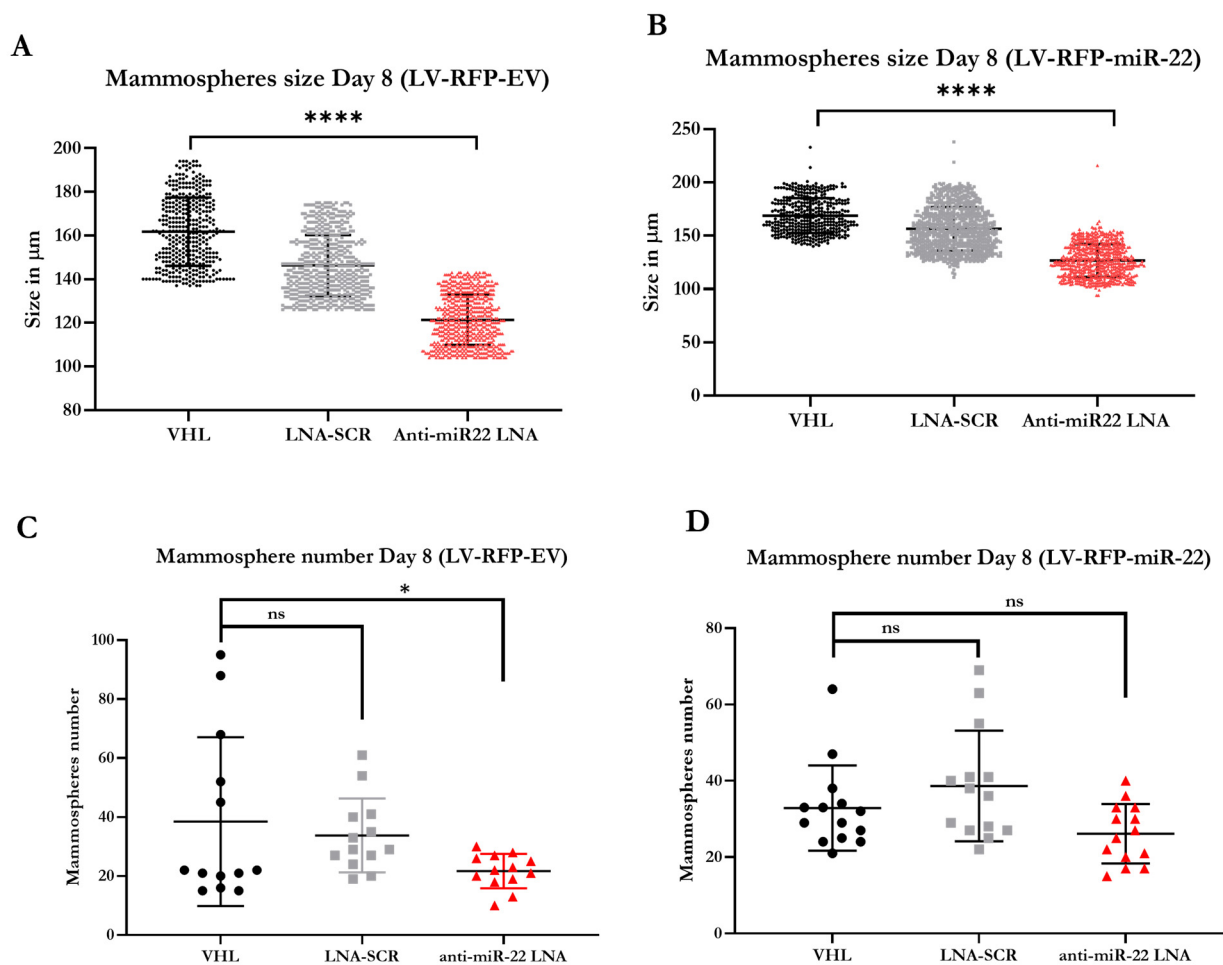 A
Mammospheres size Day 8 (LV-RFP-EV)
****
Size in µm
200
180
160
140
120
100
80
VHL
LNA-SCR
Anti-miR22 LNA
B
Mammospheres size Day 8 (LV-RFP-miR-22)
****
Size in µm
250
200
150
100
50
0
VHL
LNA-SCR
Anti-miR22 LNA
C
Mammosphere number Day 8 (LV-RFP-EV)
*
ns
Mammospheres number
100
80
60
40
20
0
VHL
LNA-SCR
anti-miR-22 LNA
D
Mammosphere number Day 8 (LV-RFP-miR-22)
ns
ns
Mammospheres number
80
60
40
20
0
VHL
LNA-SCR
anti-miR-22 LNA